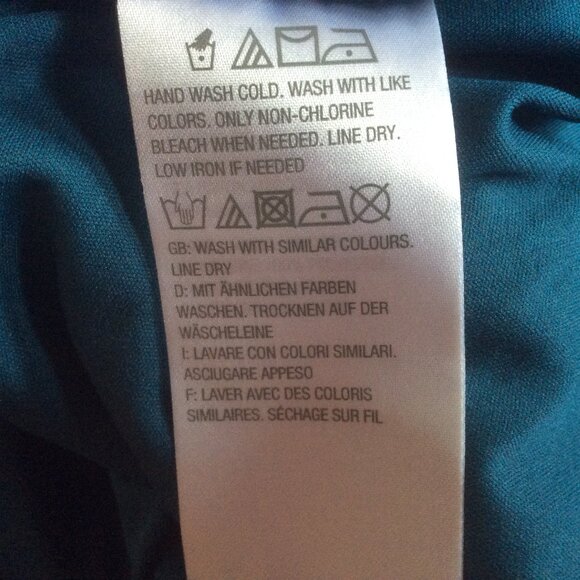 HAND WASH COLD. WASH WITH LIKE
COLORS. ONLY NON-CHLORINE
BLEACH WHEN NEEDED. LINE DRY.
LOW IRON IF NEEDED
GB: WASH WITH SIMILAR COLOURS.
LINE DRY
D: MIT ÄHNLICHEN FARBEN
WASCHEN. TROCKNEN AUF DER
WÄSCHELEINE
I: LAVARE CON COLORI SIMILARI.
ASCIUGARE APPESO
F: LAVER AVEC DES COLORIS
SIMILAIRES. SÉCHAGE SUR FIL